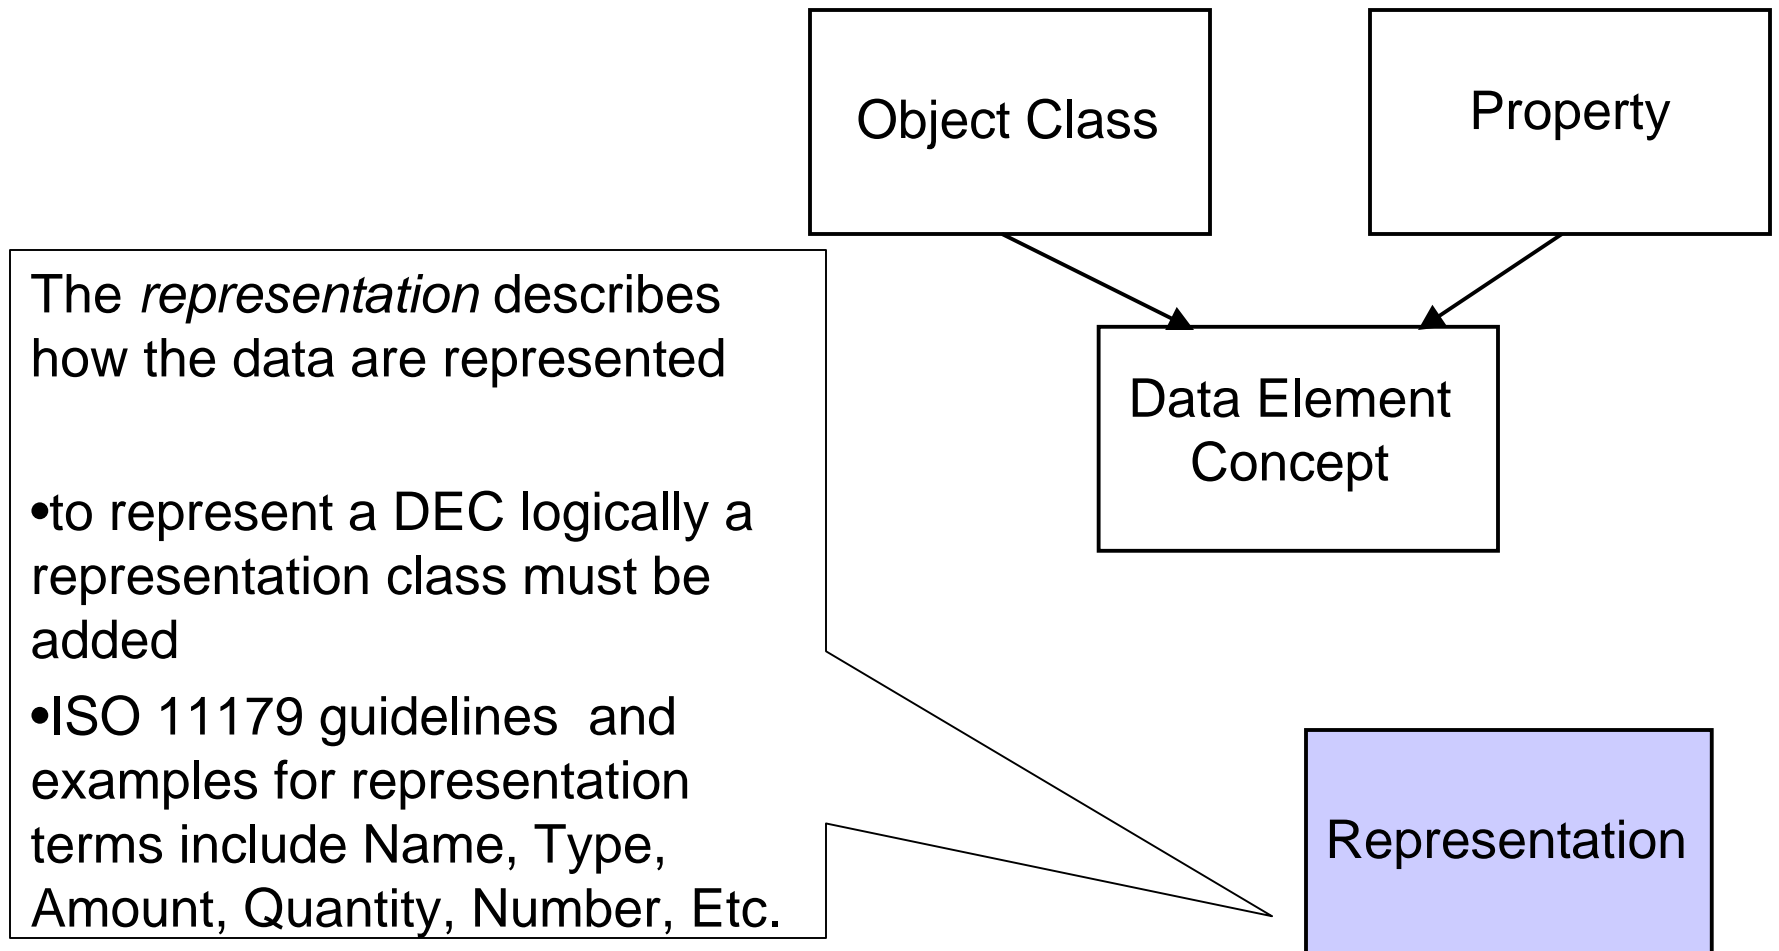 Object Class
Property
Data Element
Concept
The representation describes
how the data are represented
•to represent a DEC logically a
representation class must be
added
•ISO 11179 guidelines  and
examples for representation
terms include Name, Type,
Amount, Quantity, Number, Etc.
Representation